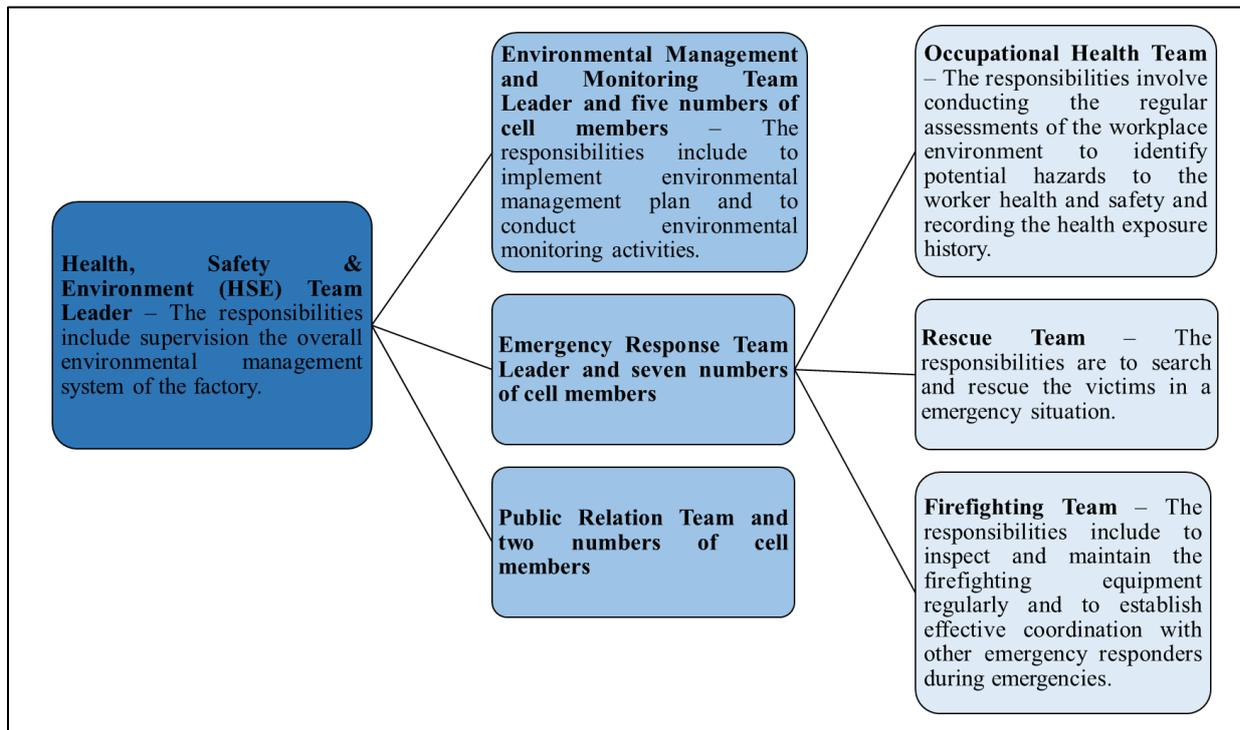 Health, Safety &
Environment (HSE) Team
Leader – The responsibilities
include supervision the overall
environmental management
system of the factory.
Environmental Management
and Monitoring Team
Leader and five numbers of
cell members – The
responsibilities include to
implement environmental
management plan and to
conduct environmental
monitoring activities.
Emergency Response Team
Leader and seven numbers
of cell members
Public Relation Team and
two numbers of cell
members
Occupational Health Team
– The responsibilities involve
conducting the regular
assessments of the workplace
environment to identify
potential hazards to the
worker health and safety and
recording the health exposure
history.
Rescue Team – The
responsibilities are to search
and rescue the victims in a
emergency situation.
Firefighting Team – The
responsibilities include to
inspect and maintain the
firefighting equipment
regularly and to establish
effective coordination with
other emergency responders
during emergencies.